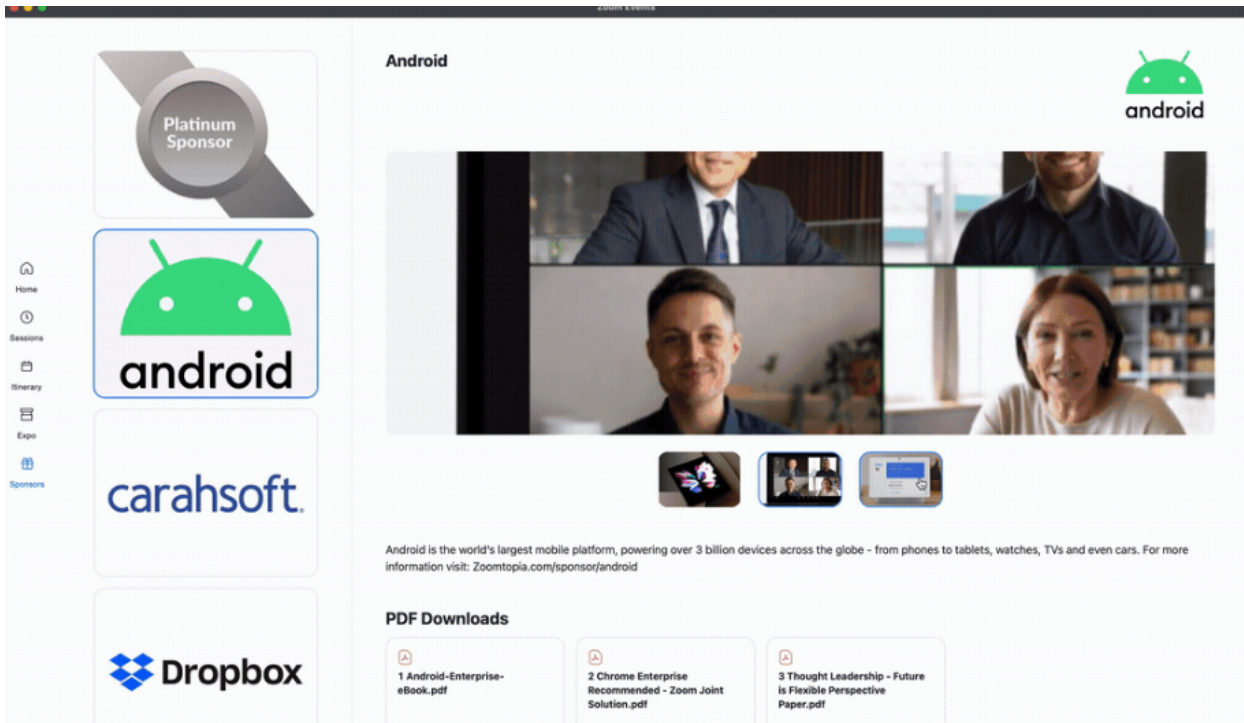 Zoom Events
Platinum
Sponsor
android
carahsoft.
Dropbox
Home
Sessions
Itinerary
Expo
Sponsors
Android
android
Android is the world's largest mobile platform, powering over 3 billion devices across the globe - from phones to tablets, watches, TVs and even cars. For more
information visit: Zoomtopia.com/sponsor/android
PDF Downloads
1 Android-Enterprise-
eBook.pdf
2 Chrome Enterprise
Recommended - Zoom Joint
Solution.pdf
3 Thought Leadership - Future
is Flexible Perspective
Paper.pdf